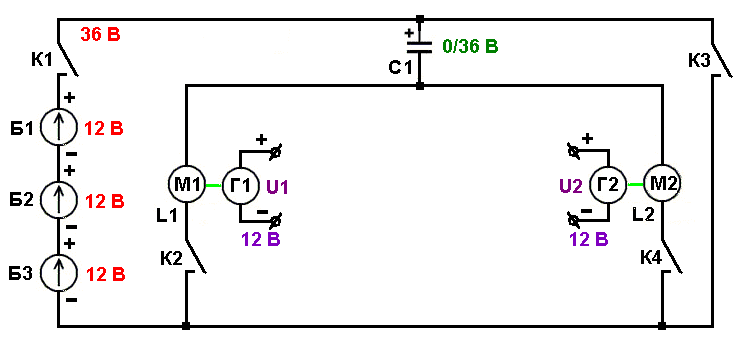 36 В
+
0/36 В
К1
С1
К3
+
Б1
12 В
–
+
Б2
12 В
–
+
Б3
12 В
–
М1
Г1
+
U1
–
12 В
L1
К2
+
U2
–
12 В
Г2
М2
L2
К4